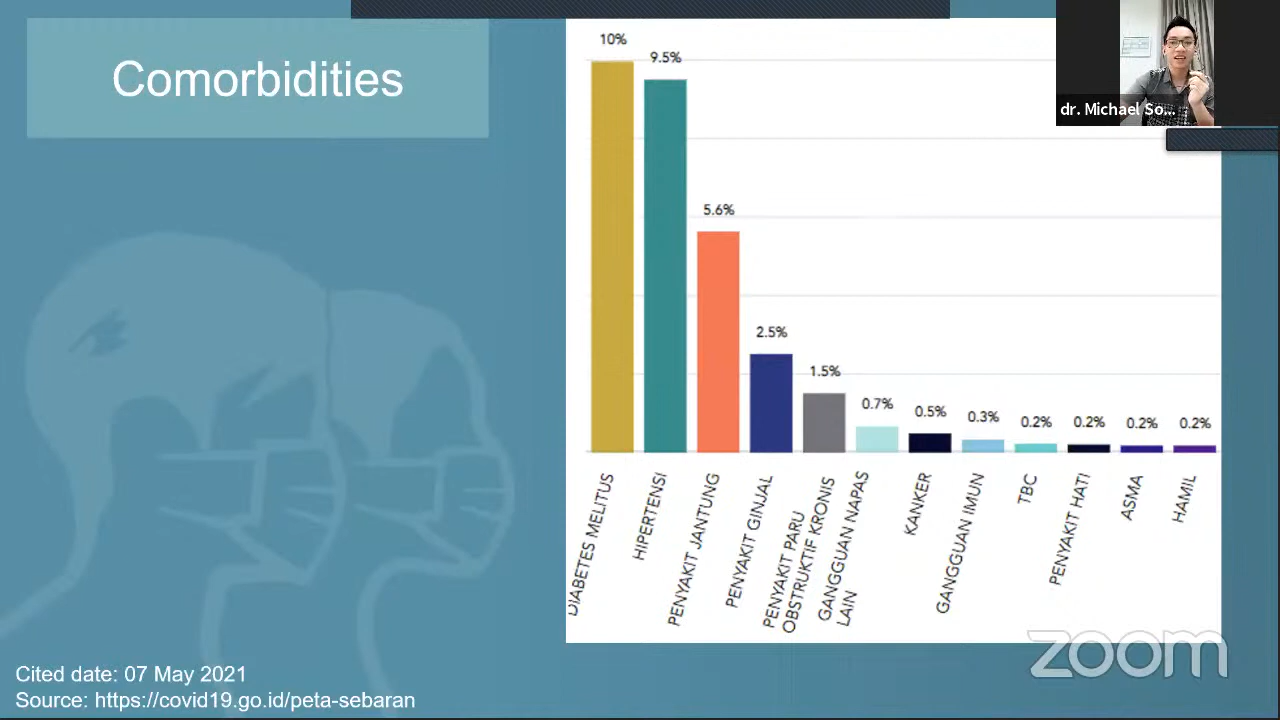 Comorbidities
10%
9.5%
5.6%
2.5%
1.5%
0.7%
0.5%
0.3%
0.2%
0.2%
0.2%
0.2%
DIABETES MELITUS
HIPERTENSI
PENYAKIT JANTUNG
PENYAKIT GINJAL
PENYAKIT PARU
OBSTRUKTIF KRONIS
GANGGUAN NAPAS
LAIN
KANKER
GANGGUAN IMUN
TBC
PENYAKIT HATI
ASMA
HAMIL
dr. Michael So...
zoom
Cited date: 07 May 2021
Source: https://covid19.go.id/peta-sebaran